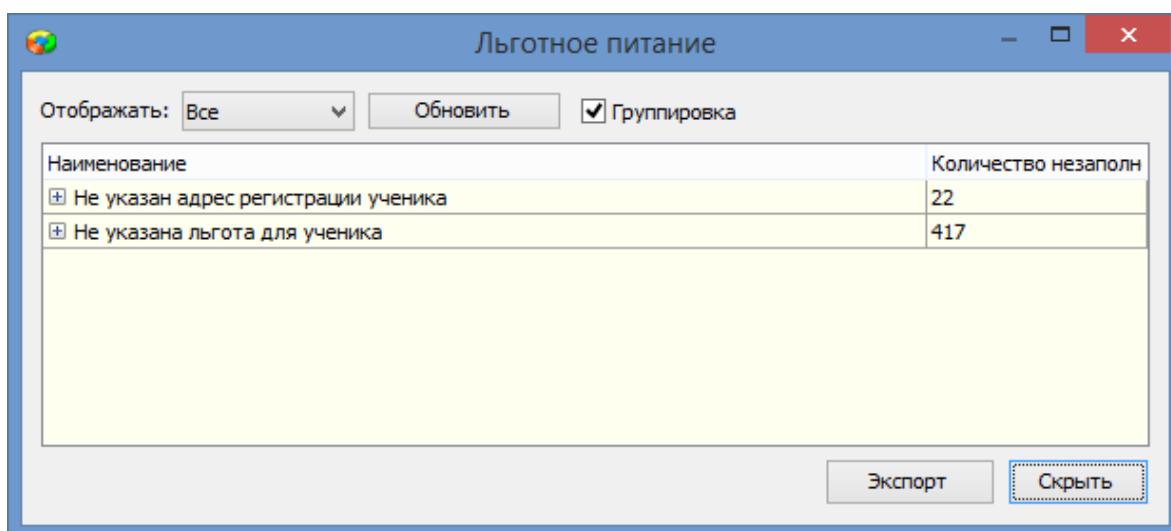 Льготное питание
Отображать: Все Обновить Группировка
Наименование Количество незаполн
Не указан адрес регистрации ученика 22
Не указана льгота для ученика 417
Экспорт Скрыть